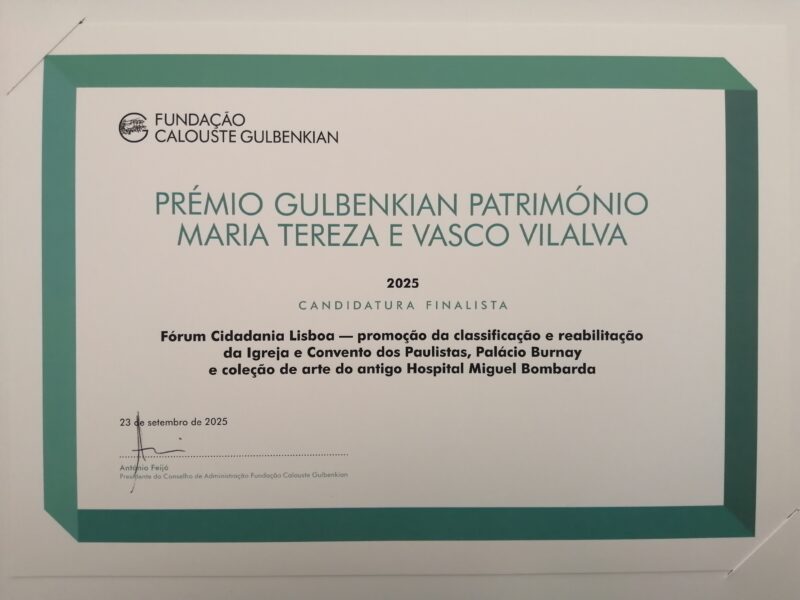 FUNDAÇÃO
CALOUSTE GULBENKIAN
PRÉMIO GULBENKIAN PATRIMÓNIO
MARIA TEREZA E VASCO VILALVA
2025
CANDIDATURA FINALISTA
Fórum Cidadania Lisboa — promoção da classificação e reabilitação
da Igreja e Convento dos Paulistas, Palácio Burnay
e coleção de arte do antigo Hospital Miguel Bombarda
23 de setembro de 2025
António Feijó
Presidente do Conselho de Administração Fundação Calouste Gulbenkian